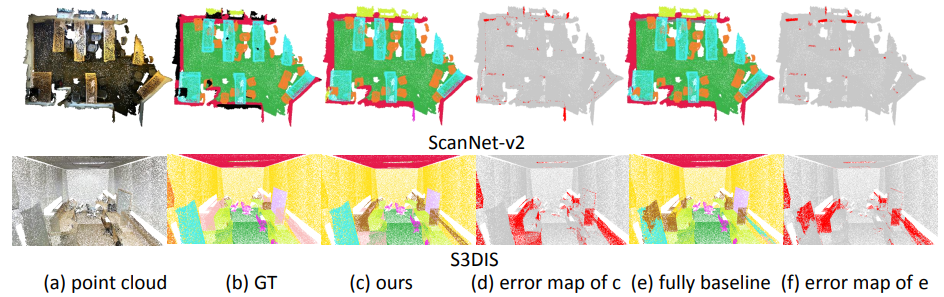 ScanNet-v2
S3DIS
(a) point cloud (b) GT (c) ours (d) error map of c (e) fully baseline (f) error map of e